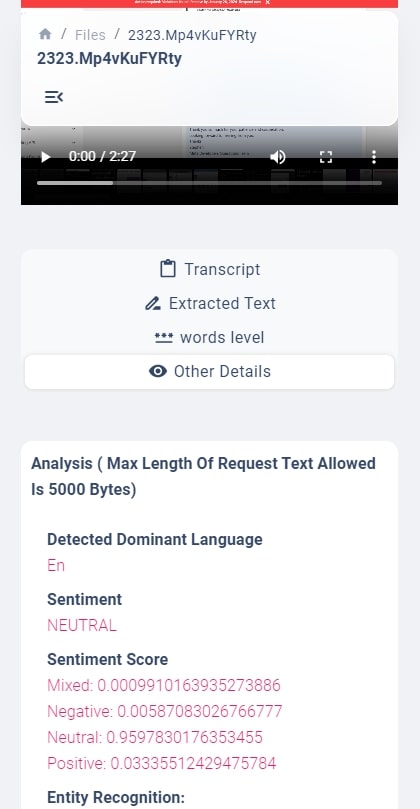 / Files / 2323.Mp4vKuFYRty
2323.Mp4vKuFYRty
0:00 / 2:27
Transcript
Extracted Text
words level
Other Details
Analysis ( Max Length Of Request Text Allowed
Is 5000 Bytes)
Detected Dominant Language
En
Sentiment
NEUTRAL
Sentiment Score
Mixed: 0.0009910163935273886
Negative: 0.00587083026766777
Neutral: 0.9597830176353455
Positive: 0.03335512429475784
Entity Recognition: